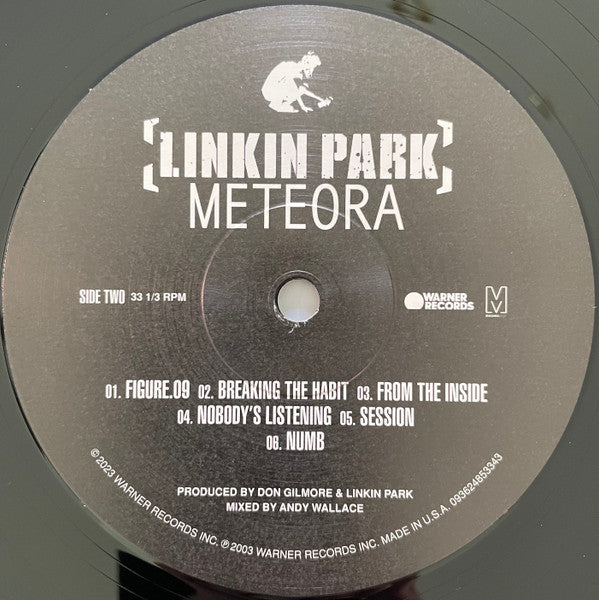 [LINKIN PARK]
METEORA
SIDE TWO 33 1/3 RPM
WARNER RECORDS
01. FIGURE.09 02. BREAKING THE HABIT 03. FROM THE INSIDE
04. NOBODY'S LISTENING 05. SESSION
06. NUMB
PRODUCED BY DON GILMORE & LINKIN PARK
MIXED BY ANDY WALLACE
© 2023 WARNER RECORDS INC. ℗ 2003 WARNER RECORDS INC. MADE IN U.S.A. 093624853343